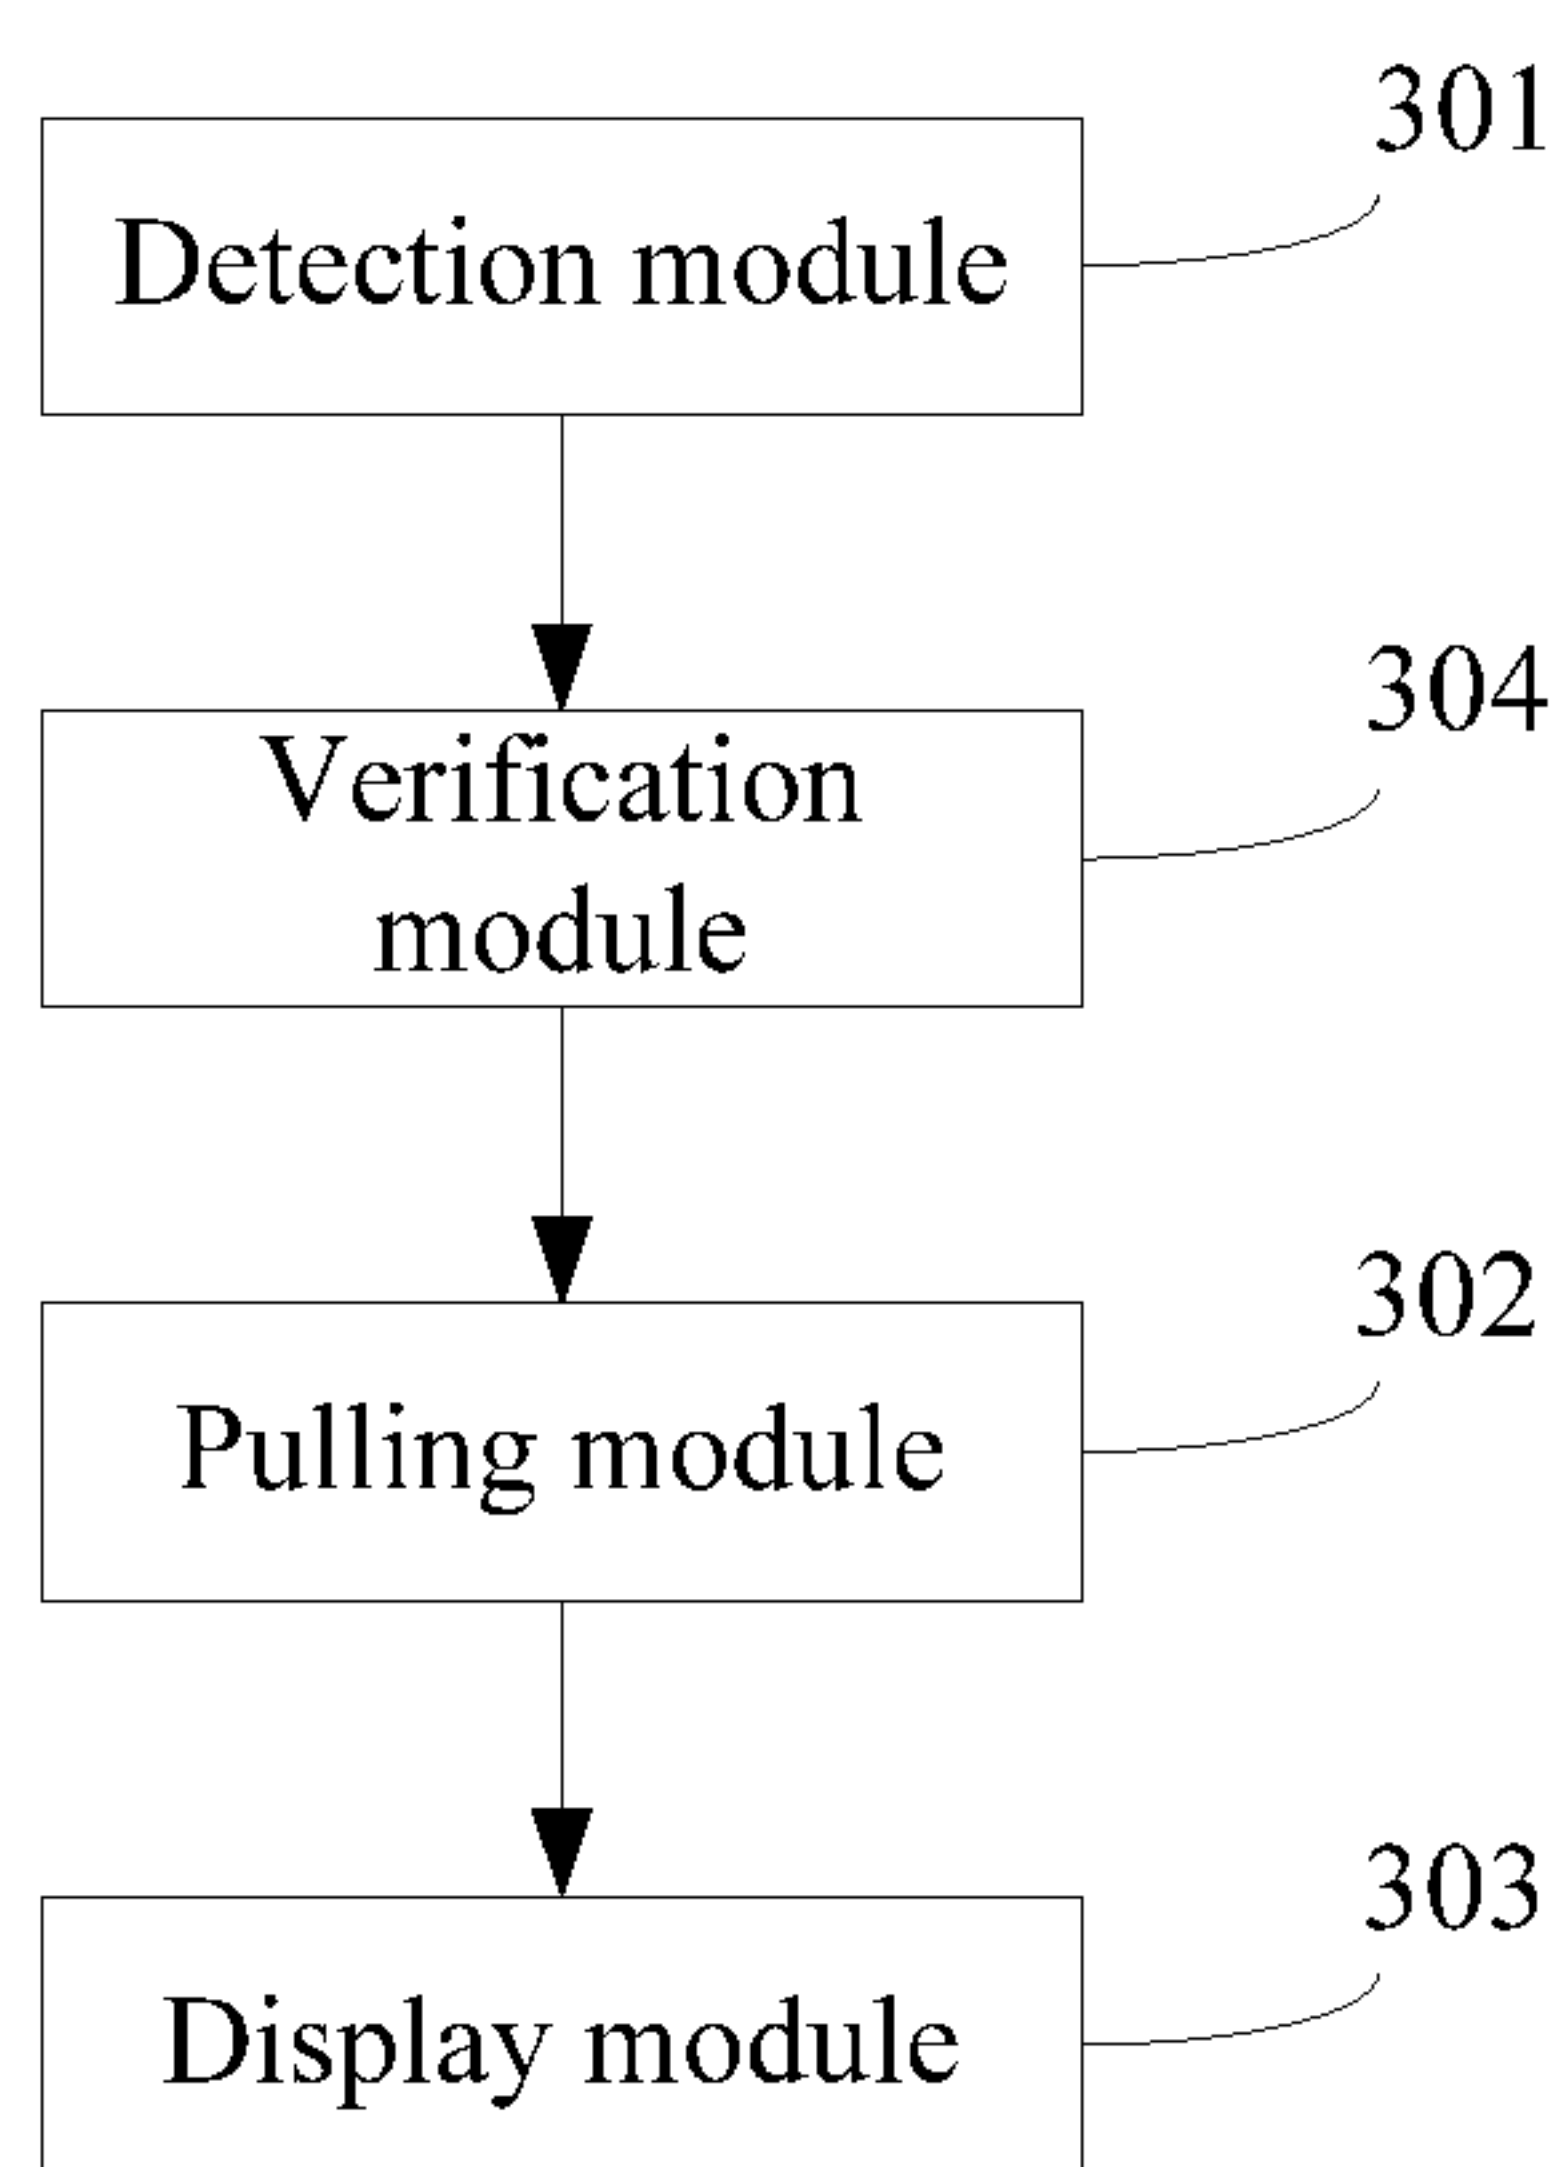 301
Detection module
304
Verification
module
302
Pulling module
303
Display module